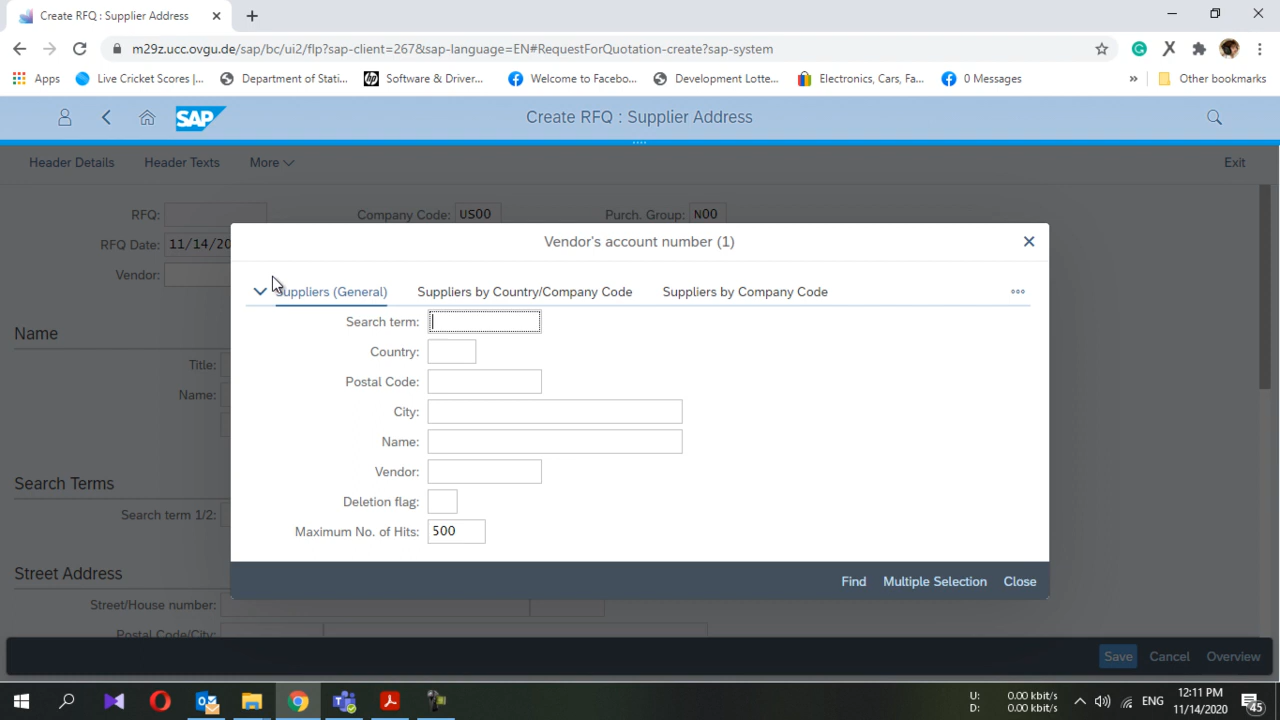 Create RFQ : Supplier Address
m29z.ucc.ovgu.de/sap/bc/ui2/flp?sap-client=267&sap-language=EN#RequestForQuotation-create?sap-system
Apps Live Cricket Scores |... Department of Stati... Software & Driver... Welcome to Facebo... Development Lotte... Electronics, Cars, Fa... 0 Messages » Other bookmarks
SAP Create RFQ : Supplier Address
Header Details Header Texts More Exit
RFQ: Company Code: US00 Purch. Group: N00
RFQ Date: 11/14/20
Vendor:
Name
Title:
Name:
Search Terms
Search term 1/2:
Street Address
Street/House number:
Postal Code/City:
Vendor's account number (1)
Suppliers (General) Suppliers by Country/Company Code Suppliers by Company Code
Search term:
Country:
Postal Code:
City:
Name:
Vendor:
Deletion flag:
Maximum No. of Hits: 500
Find Multiple Selection Close
Save Cancel Overview
U: 0.00 kbit/s
D: 0.00 kbit/s
ENG
12:11 PM
11/14/2020
45